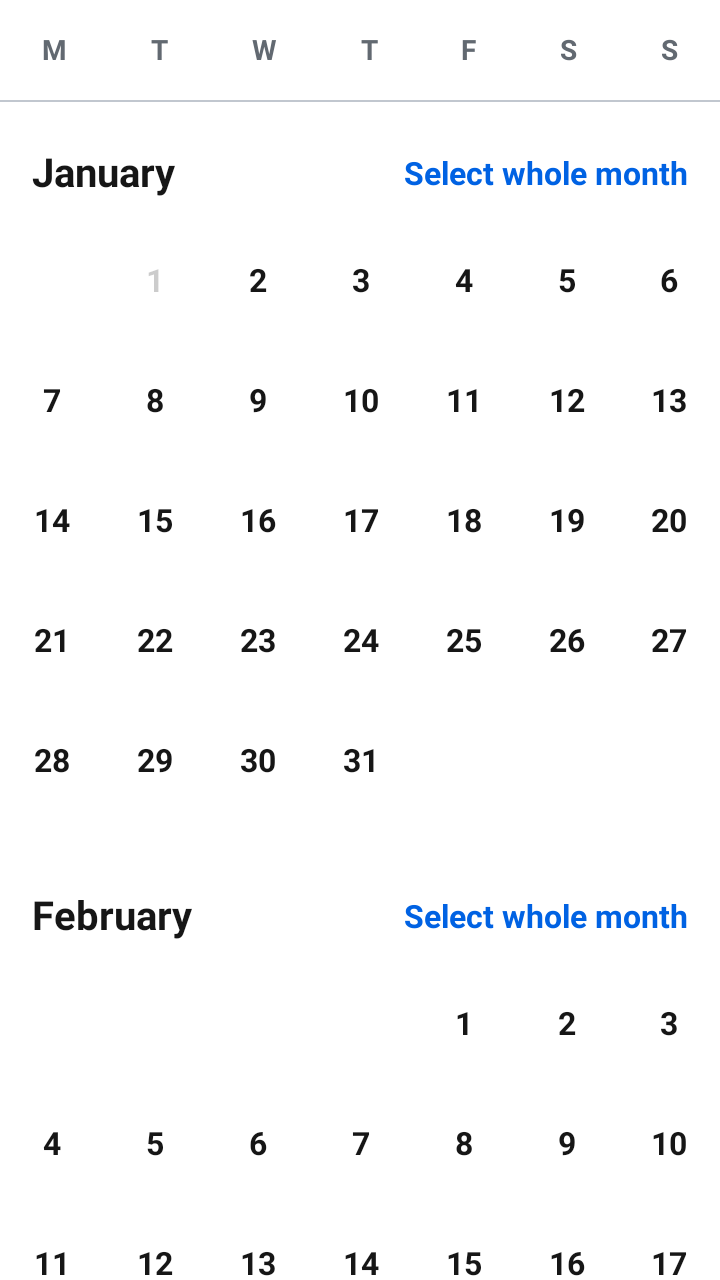 M T W T F S S
January Select whole month
1 2 3 4 5 6
7 8 9 10 11 12 13
14 15 16 17 18 19 20
21 22 23 24 25 26 27
28 29 30 31
February Select whole month
1 2 3
4 5 6 7 8 9 10
11 12 13 14 15 16 17